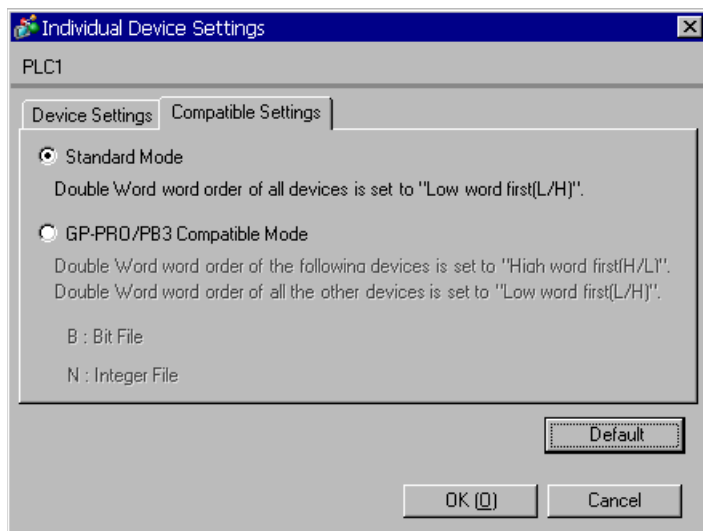 Individual Device Settings
PLC1
Device Settings Compatible Settings
Standard Mode
Double Word word order of all devices is set to "Low word first(L/H)".
GP-PRO/PB3 Compatible Mode
Double Word word order of the following devices is set to "High word first(H/L)".
Double Word word order of all the other devices is set to "Low word first(L/H)".
B : Bit File
N : Integer File
Default
OK (O) Cancel